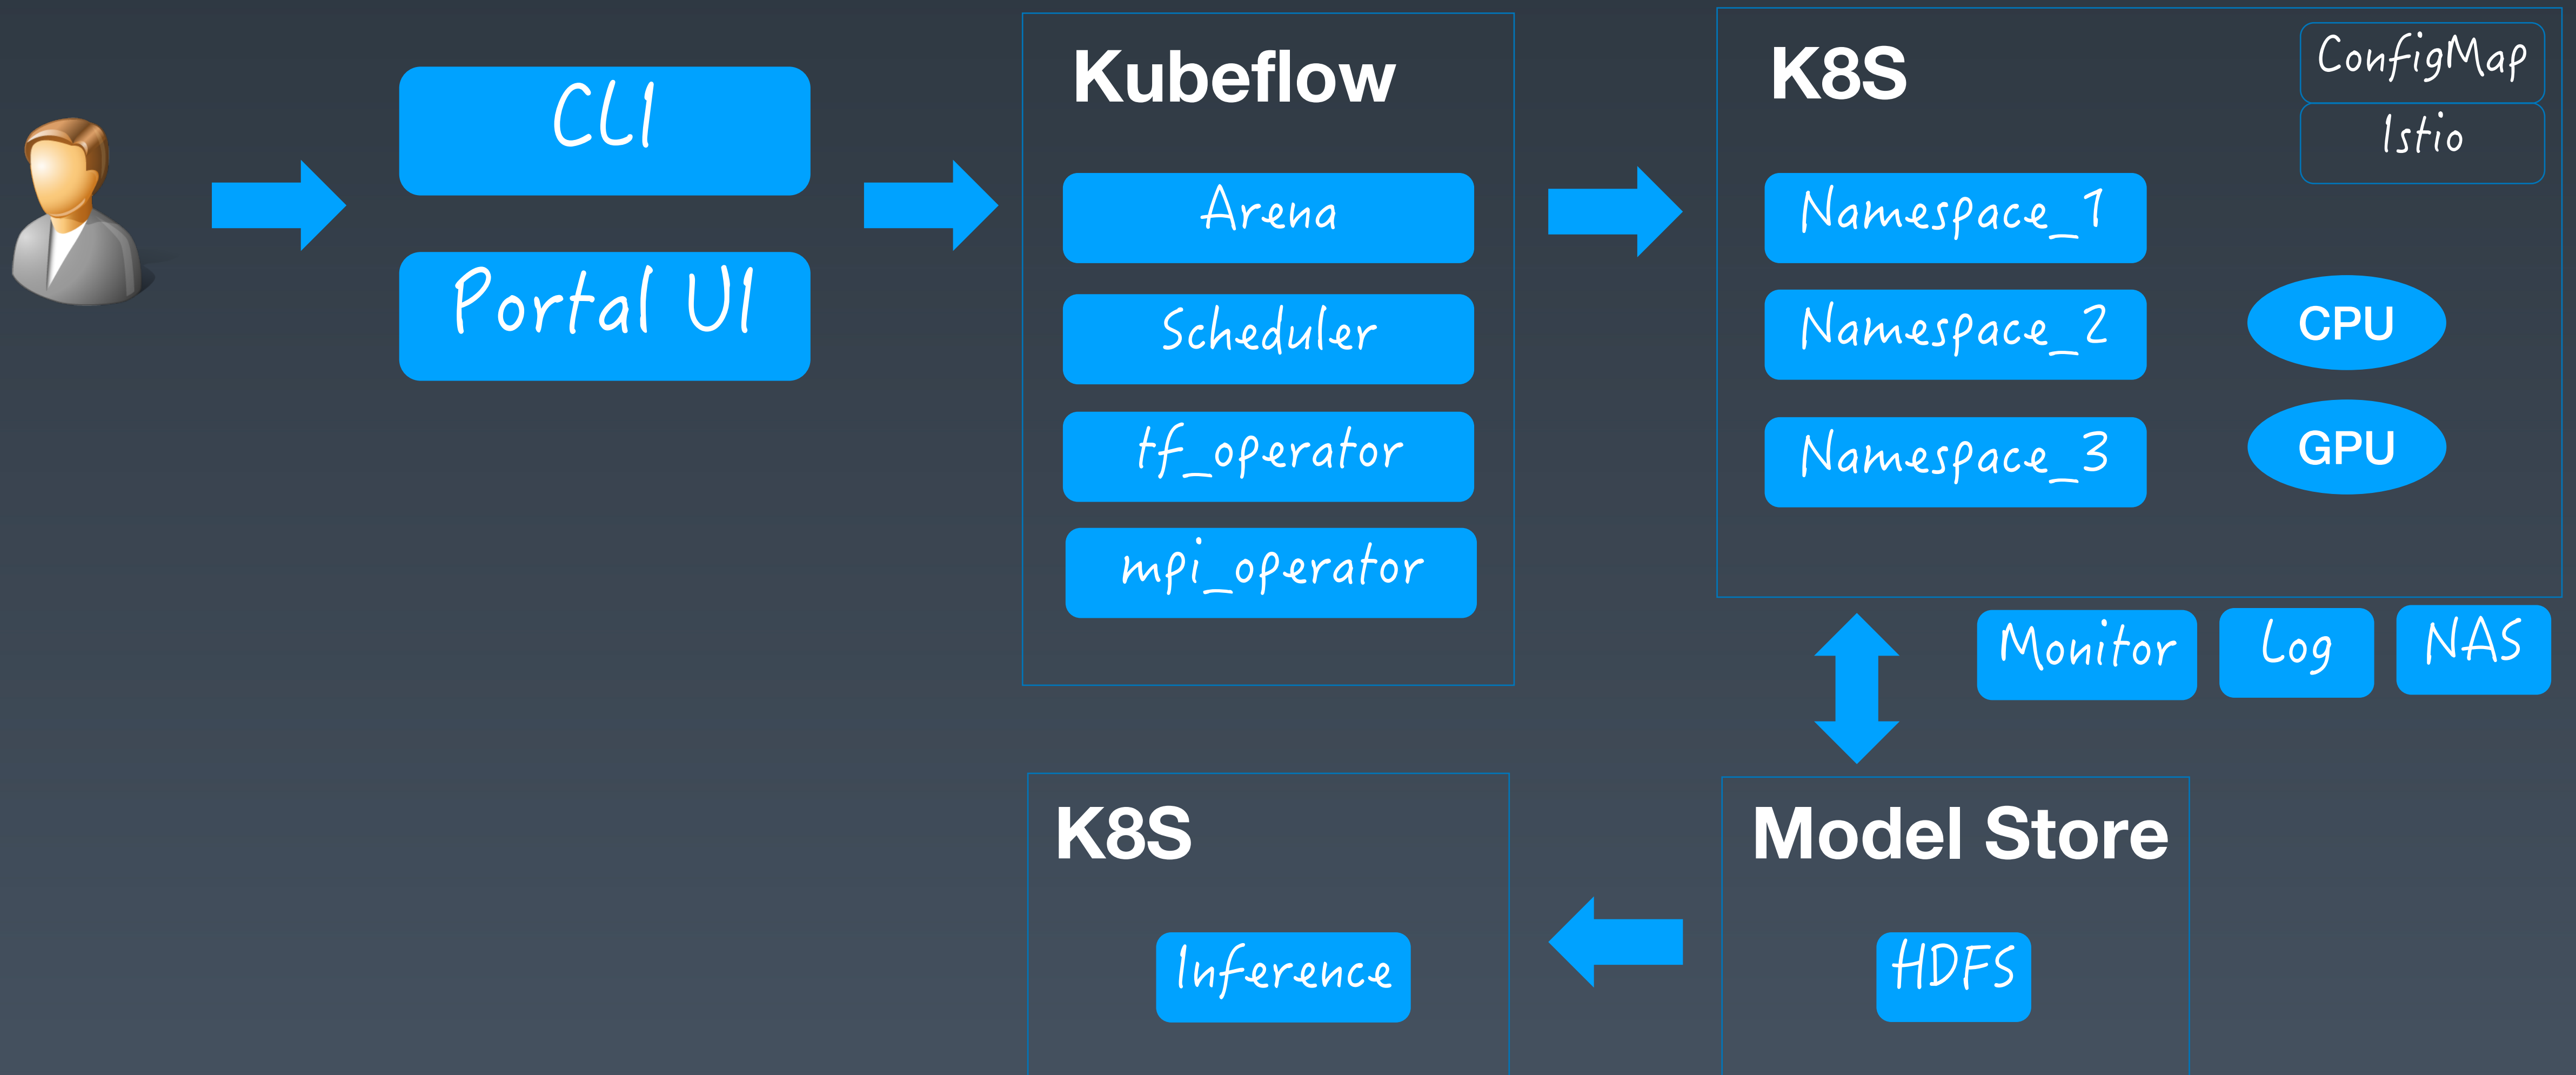 CLI
Portal UI
Kubeflow
Arena
Scheduler
tf_operator
mpi_operator
K8S
ConfigMap
Istio
Namespace_1
Namespace_2
Namespace_3
CPU
GPU
Monitor
Log
NAS
K8S
Inference
Model Store
HDFS